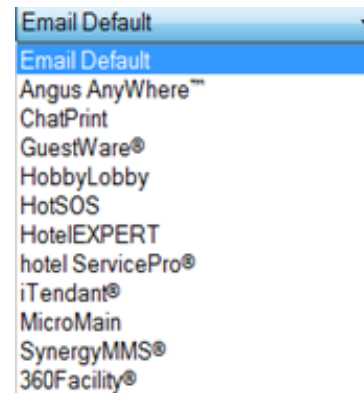 Email Default
Email Default
Angus AnyWhere™
ChatPrint
GuestWare®
HobbyLobby
HotSOS
HotelEXPERT
hotel ServicePro®
iTendant®
MicroMain
SynergyMMS®
360Facility®